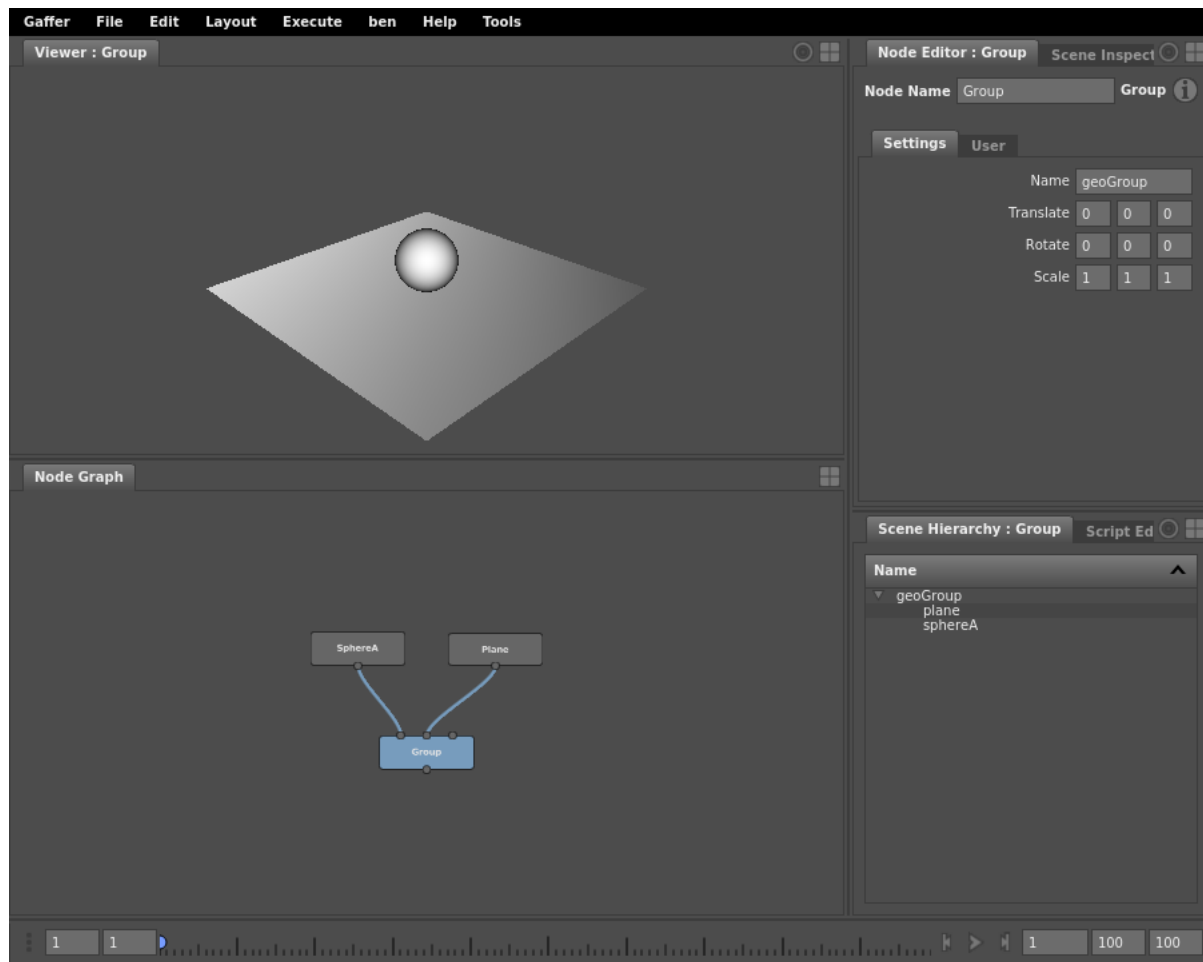 Gaffer File Edit Layout Execute ben Help Tools
Viewer : Group
Node Editor : Group Scene Inspect
Node Name Group Group
Settings User
Name geoGroup
Translate 0 0 0
Rotate 0 0 0
Scale 1 1 1
Node Graph
SphereA Plane
Group
Scene Hierarchy : Group Script Ed
Name
geoGroup
plane
sphereA
1 1 1 100 100